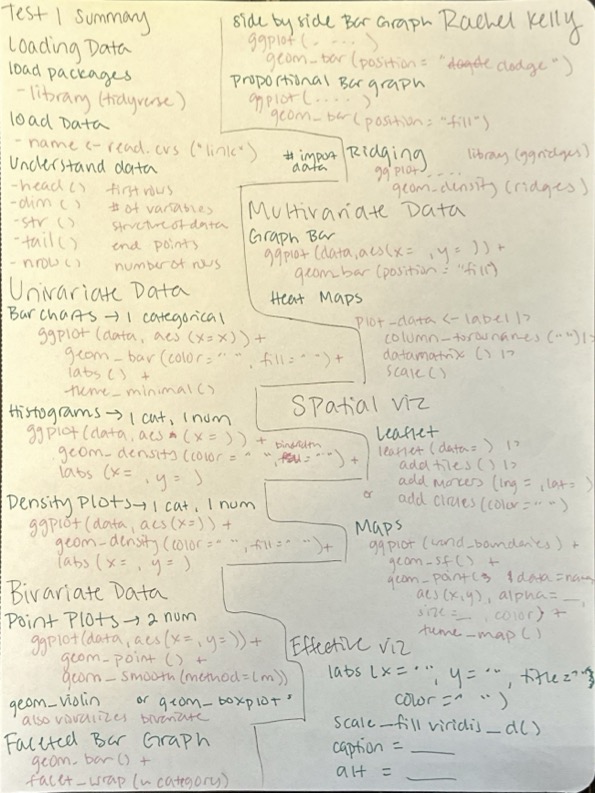 Test 1 Summary
Loading Data
load packages
- library (tidyverse)
load Data
- name <- read.cvs ("link") # import data
Understand data
- head() first rows
- dim() # of variables
- str() structure of data
- tail() end points
- nrow() number of rows
Univariate Data
Bar charts → 1 categorical
ggplot (data, aes (x=x)) +
geom_bar (color = " ", fill = " ") +
labs () +
theme_minimal ()
Histograms → 1 cat, 1 num
ggplot (data, aes (x= )) +
geom_density (color = " ", binwidth = " ") +
labs (x= , y= )
Density Plots → 1 cat, 1 num
ggplot (data, aes(x=)) +
geom_density (color = " ", fill = " ") +
labs (x= , y= )
Bivariate Data
Point Plots → 2 num
ggplot(data, aes(x= , y= )) +
geom_point () +
geom_smooth (method=lm))
geom_violin or geom_boxplot
also visualizes bivariate
Faceted Bar Graph
geom_bar() +
facet_wrap (~ category)
Rachel Kelly
side by side Bar Graph
ggplot (. . . . .)
geom_bar (position = " dodge")
Proportional Bar graph
ggplot (. . . .)
geom_bar (position = "fill")
Ridging library (ggridges)
ggplot . . . .
geom_density (ridges)
Multivariate Data
Graph Bar
ggplot (data, aes(x= , y= )) +
geom_bar (position = "fill)
Heat Maps
plot_data <- label |>
column_to_rownames (" ") |>
data matrix () |>
scale ()
Spatial viz
Leaflet
leaflet (data = ) |>
add tiles () |>
add markers (lng = , lat = )
or add circles (color = " ")
Maps
ggplot (world_boundaries) +
geom_sf () +
geom_point ( data =
aes(x,y), alpha = _,
size = _, color) +
theme_map ()
Effective viz
labs (x = " ", y = " ", title = " "
color = " ")
scale_fill viridis_d()
caption = ____
alt = ____